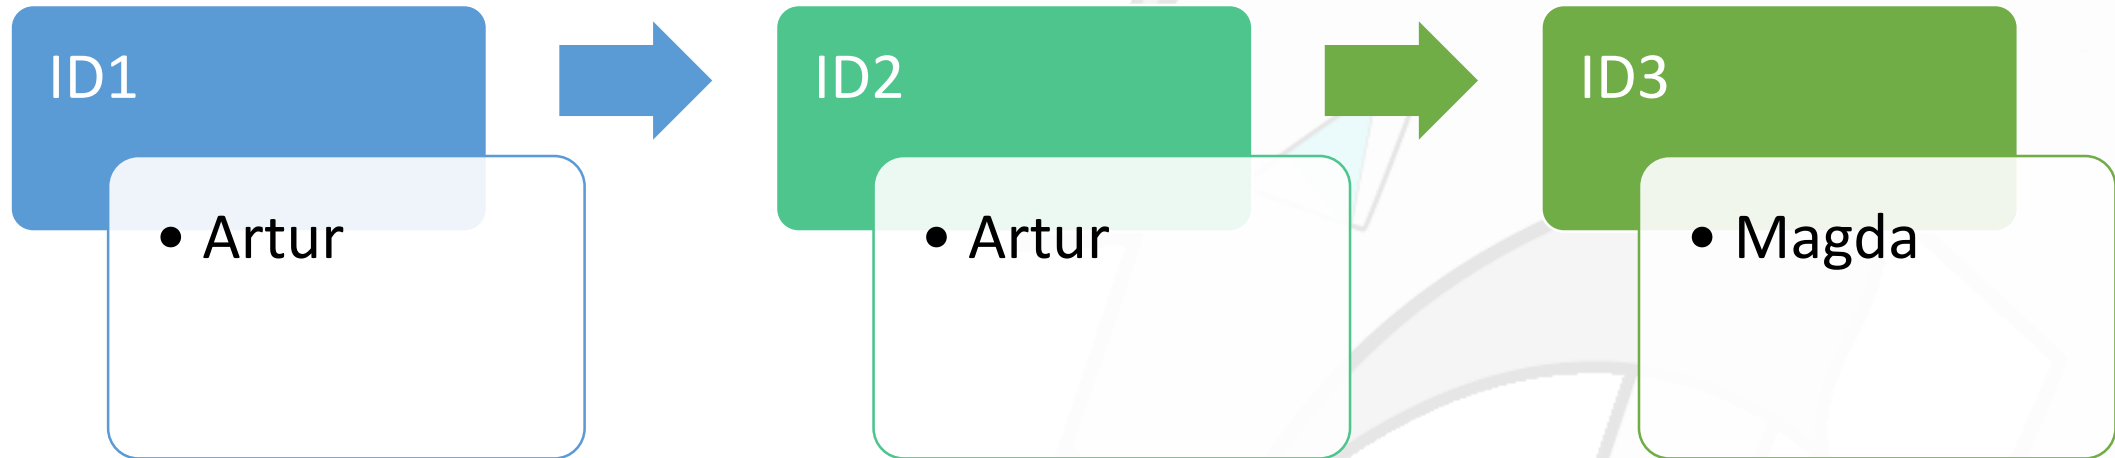 ID1
• Artur
ID2
• Artur
ID3
• Magda